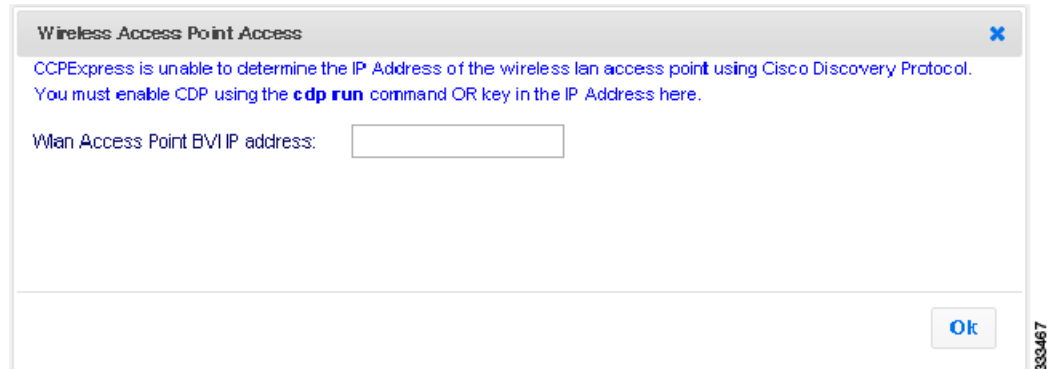 Wireless Access Point Access
CCPExpress is unable to determine the IP Address of the wireless lan access point using Cisco Discovery Protocol.
You must enable CDP using the cdp run command OR key in the IP Address here.
Wlan Access Point BVI IP address:
Ok
333467